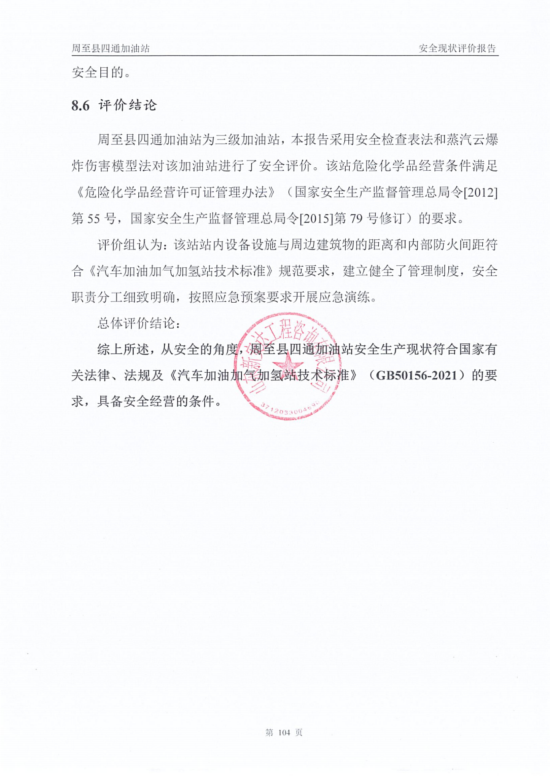 周至县四通加油站 安全现状评价报告
安全目的。
8.6 评价结论
周至县四通加油站为三级加油站，本报告采用安全检查表法和蒸汽云爆
炸伤害模型法对该加油站进行了安全评价。该站危险化学品经营条件满足
《危险化学品经营许可证管理办法》（国家安全生产监督管理总局令[2012]
第 55 号，国家安全生产监督管理总局令[2015]第 79 号修订）的要求。
评价组认为：该站站内设备设施与周边建筑物的距离和内部防火间距符
合《汽车加油加气加氢站技术标准》规范要求，建立健全了管理制度，安全
职责分工细致明确，按照应急预案要求开展应急演练。
总体评价结论：
综上所述，从安全的角度，周至县四通加油站安全生产现状符合国家有
关法律、法规及《汽车加油加气加氢站技术标准》（GB50156-2021）的要
求，具备安全经营的条件。
工程咨询有限公司
第 104 页